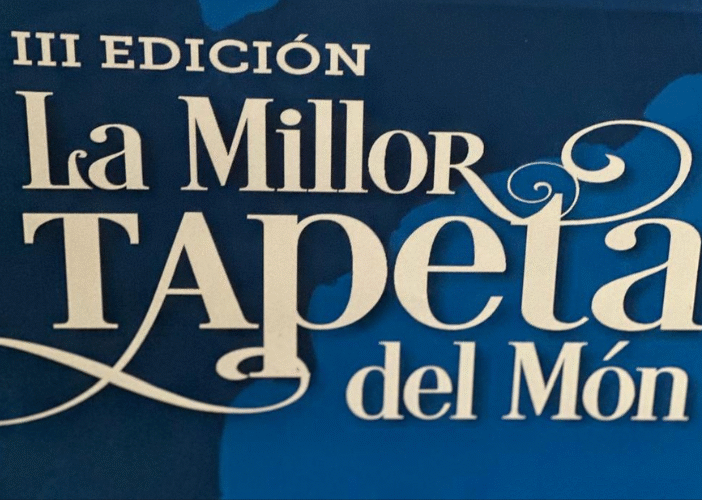 III EDICIÓN
La Millor
TApeta
del Món